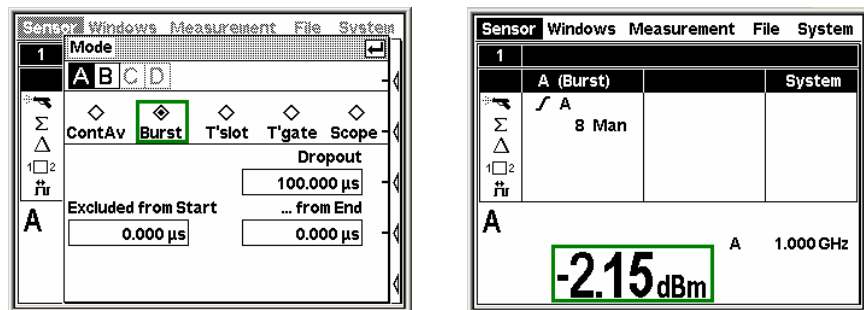 Sensor Windows Measurement File System
1
Mode
A B C D
ContAv Burst T'slot T'gate Scope
Σ
Δ
1 2
Dropout
100.000 µs
Excluded from Start ... from End
0.000 µs 0.000 µs
A
Sensor Windows Measurement File System
1
A (Burst) System
A
8 Man
Σ
Δ
1 2
A
-2.15 dBm
A 1.000 GHz